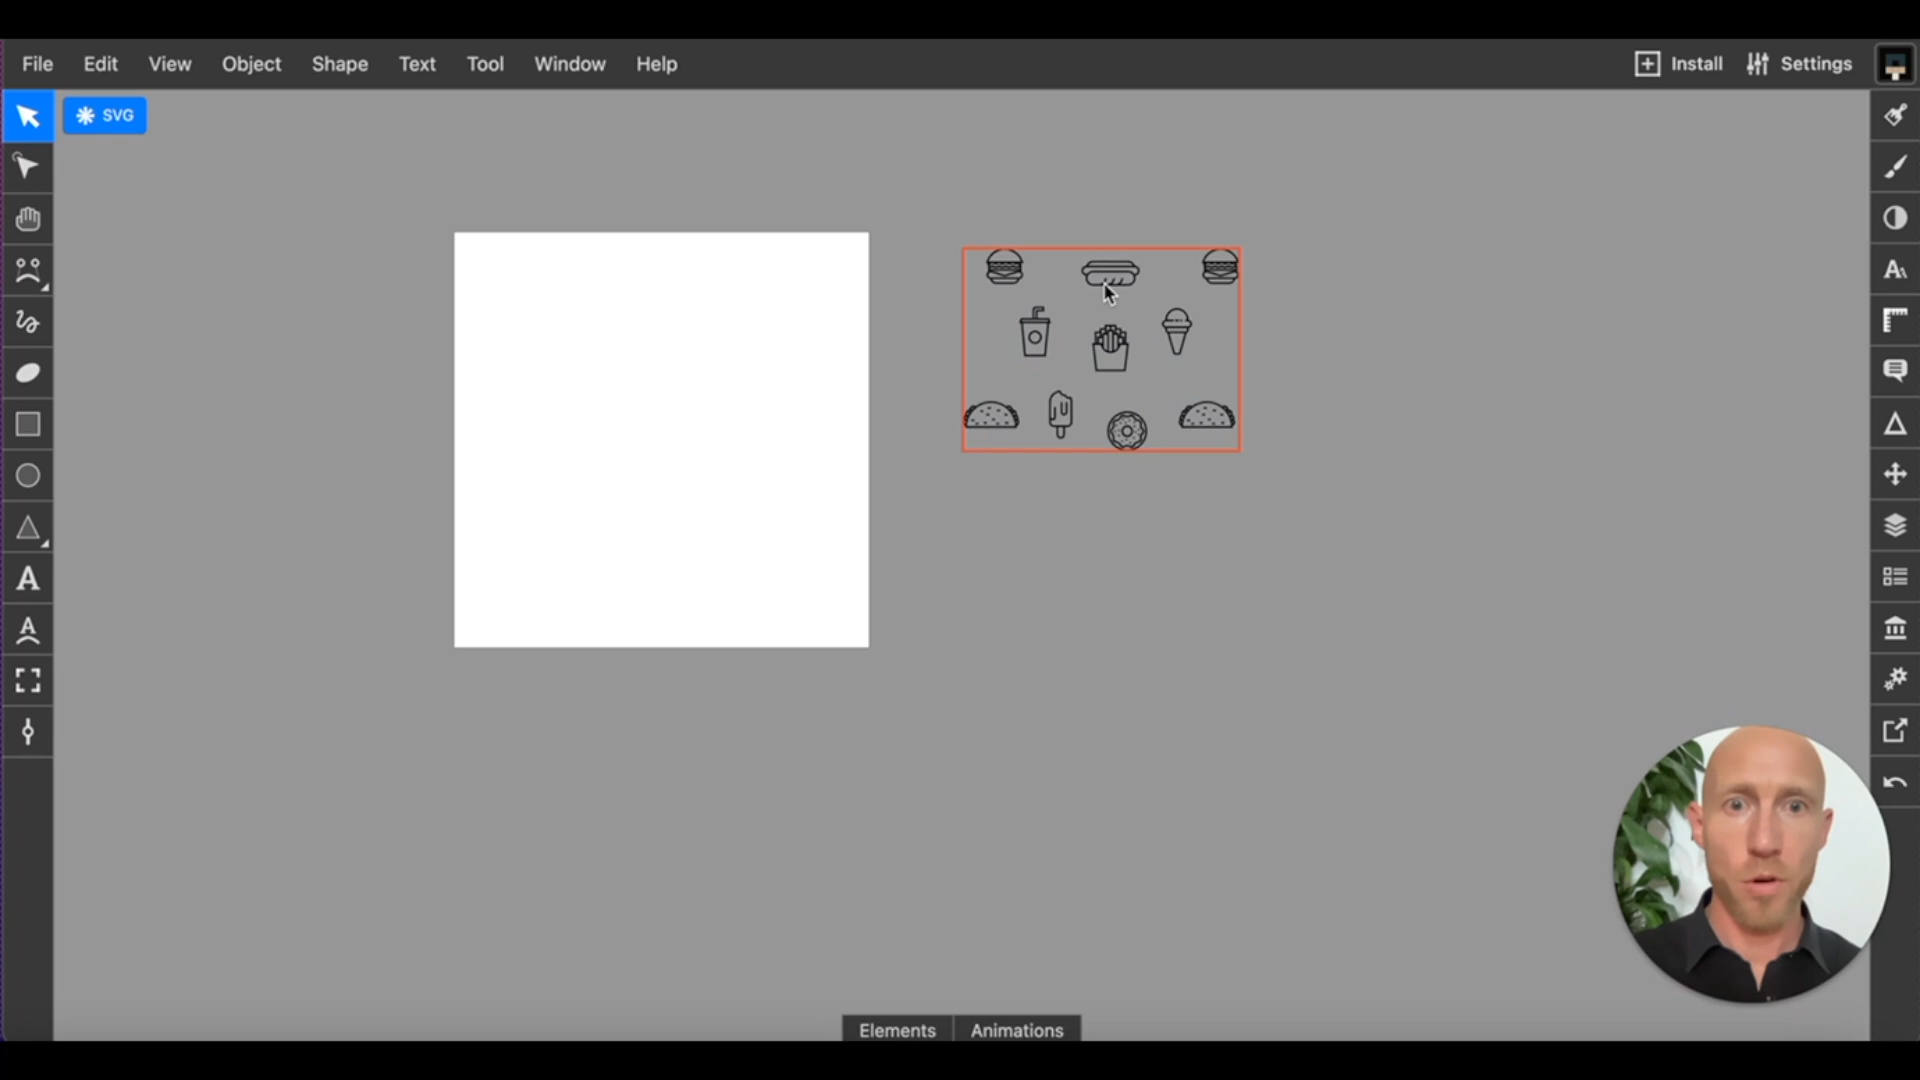 File Edit View Object Shape Text Tool Window Help Install Settings
SVG
Elements Animations